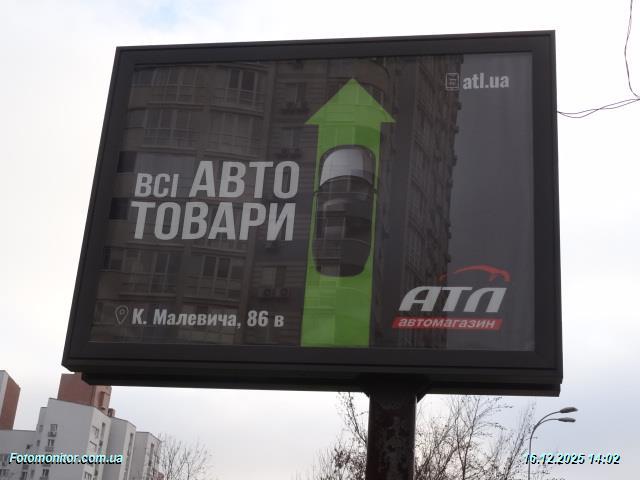 atl.ua
ВСІ АВТО
ТОВАРИ
АТЛ
автомагазин
К. Малевича, 86 в
Fotomonitor.com.ua
16.12.2025 14:02